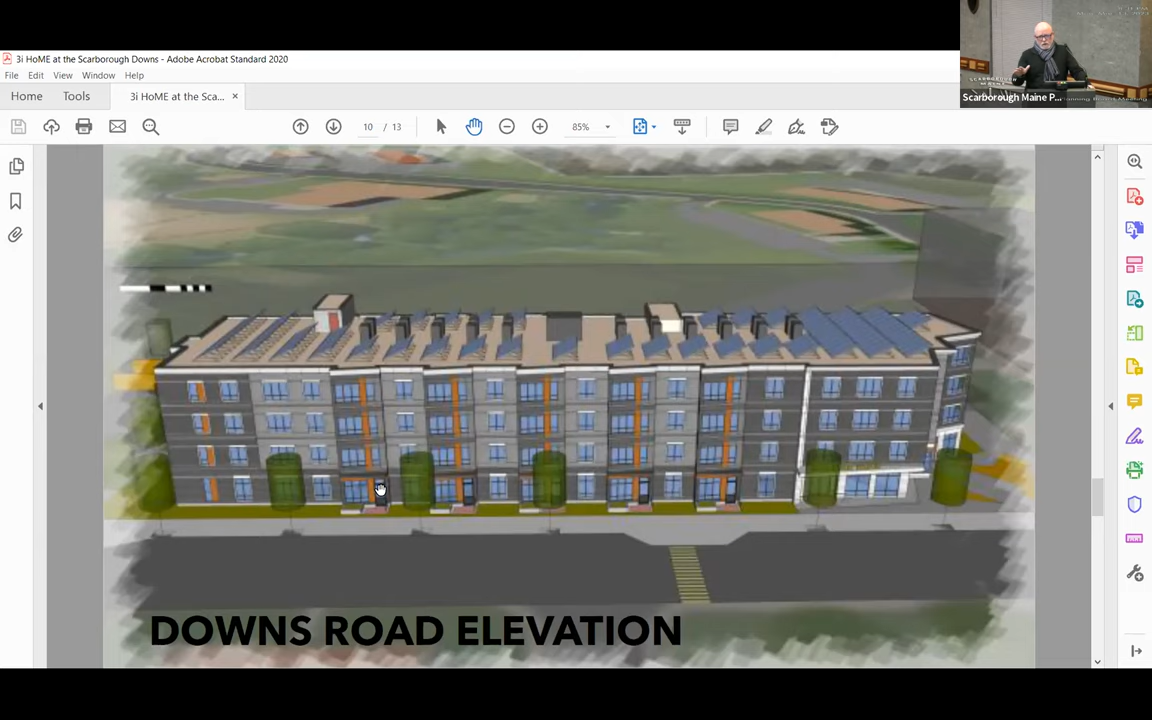 3i HoME at the Scarborough Downs - Adobe Acrobat Standard 2020
File Edit View Window Help
Home Tools 3i HoME at the Sca... ×
10 / 13
85%
DOWNS ROAD ELEVATION
Scarborough Maine P...